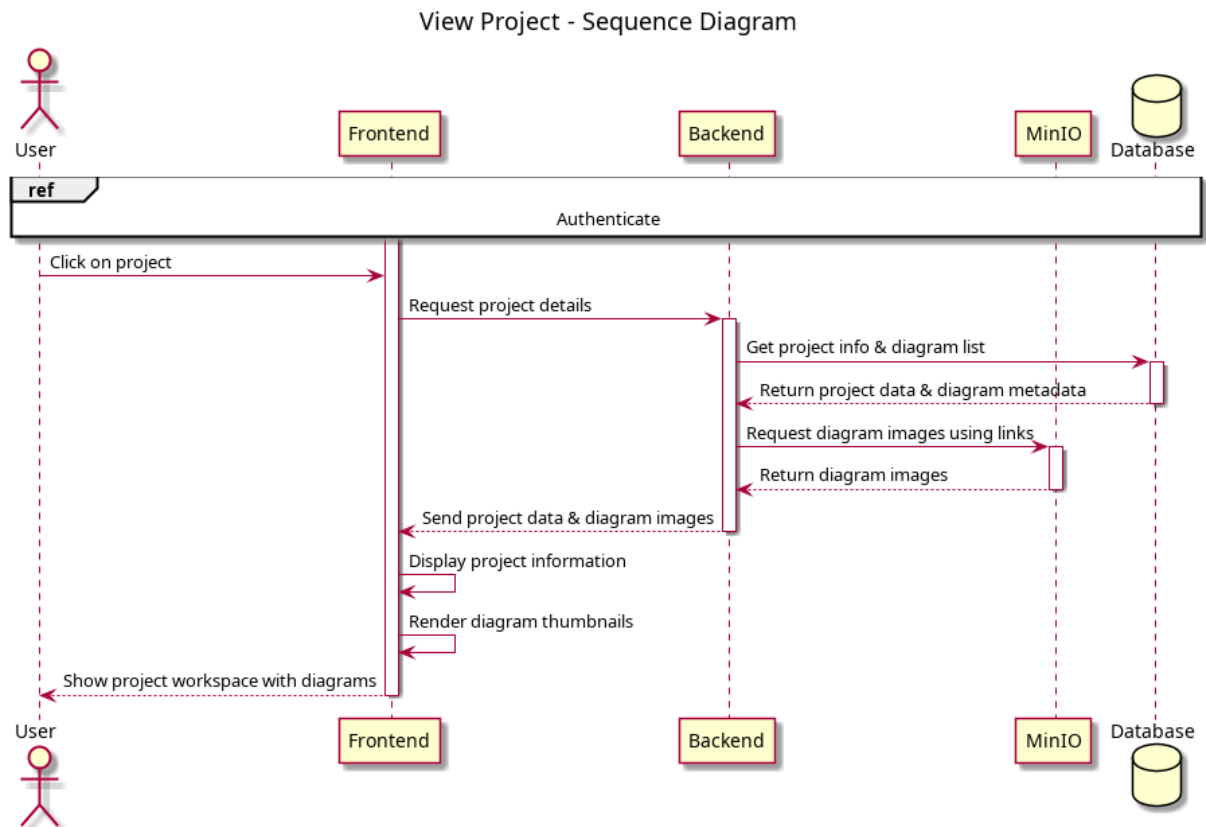 View Project - Sequence Diagram
User
Frontend
Backend
MinIO
Database
ref
Authenticate
Click on project
Request project details
Get project info & diagram list
Return project data & diagram metadata
Request diagram images using links
Return diagram images
Send project data & diagram images
Display project information
Render diagram thumbnails
Show project workspace with diagrams
User
Frontend
Backend
MinIO
Database